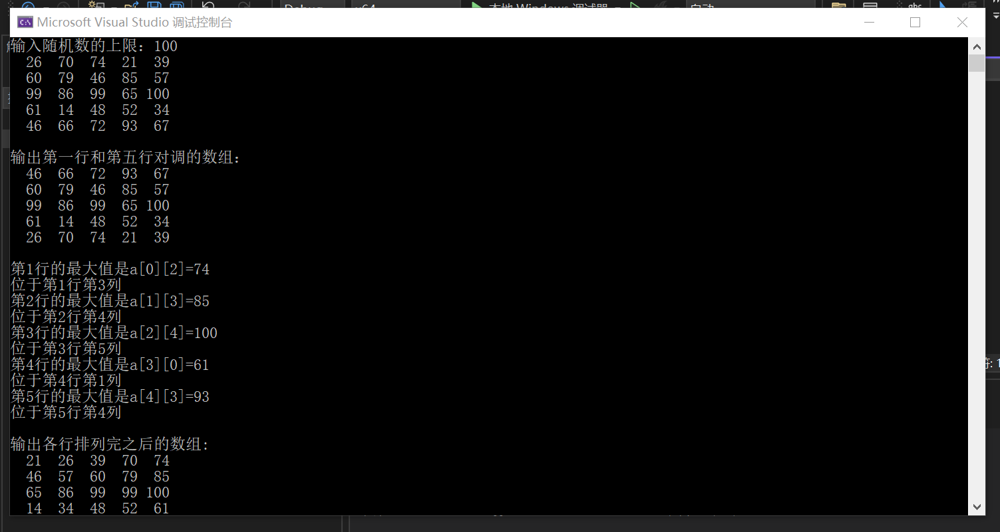 Microsoft Visual Studio 调试控制台
输入随机数的上限：100
26 70 74 21 39
60 79 46 85 57
99 86 99 65 100
61 14 48 52 34
46 66 72 93 67
输出第一行和第五行对调的数组：
46 66 72 93 67
60 79 46 85 57
99 86 99 65 100
61 14 48 52 34
26 70 74 21 39
第1行的最大值是a[0][2]=74
位于第1行第3列
第2行的最大值是a[1][3]=85
位于第2行第4列
第3行的最大值是a[2][4]=100
位于第3行第5列
第4行的最大值是a[3][0]=61
位于第4行第1列
第5行的最大值是a[4][3]=93
位于第5行第4列
输出各行排列完之后的数组:
21 26 39 70 74
46 57 60 79 85
65 86 99 99 100
14 34 48 52 61